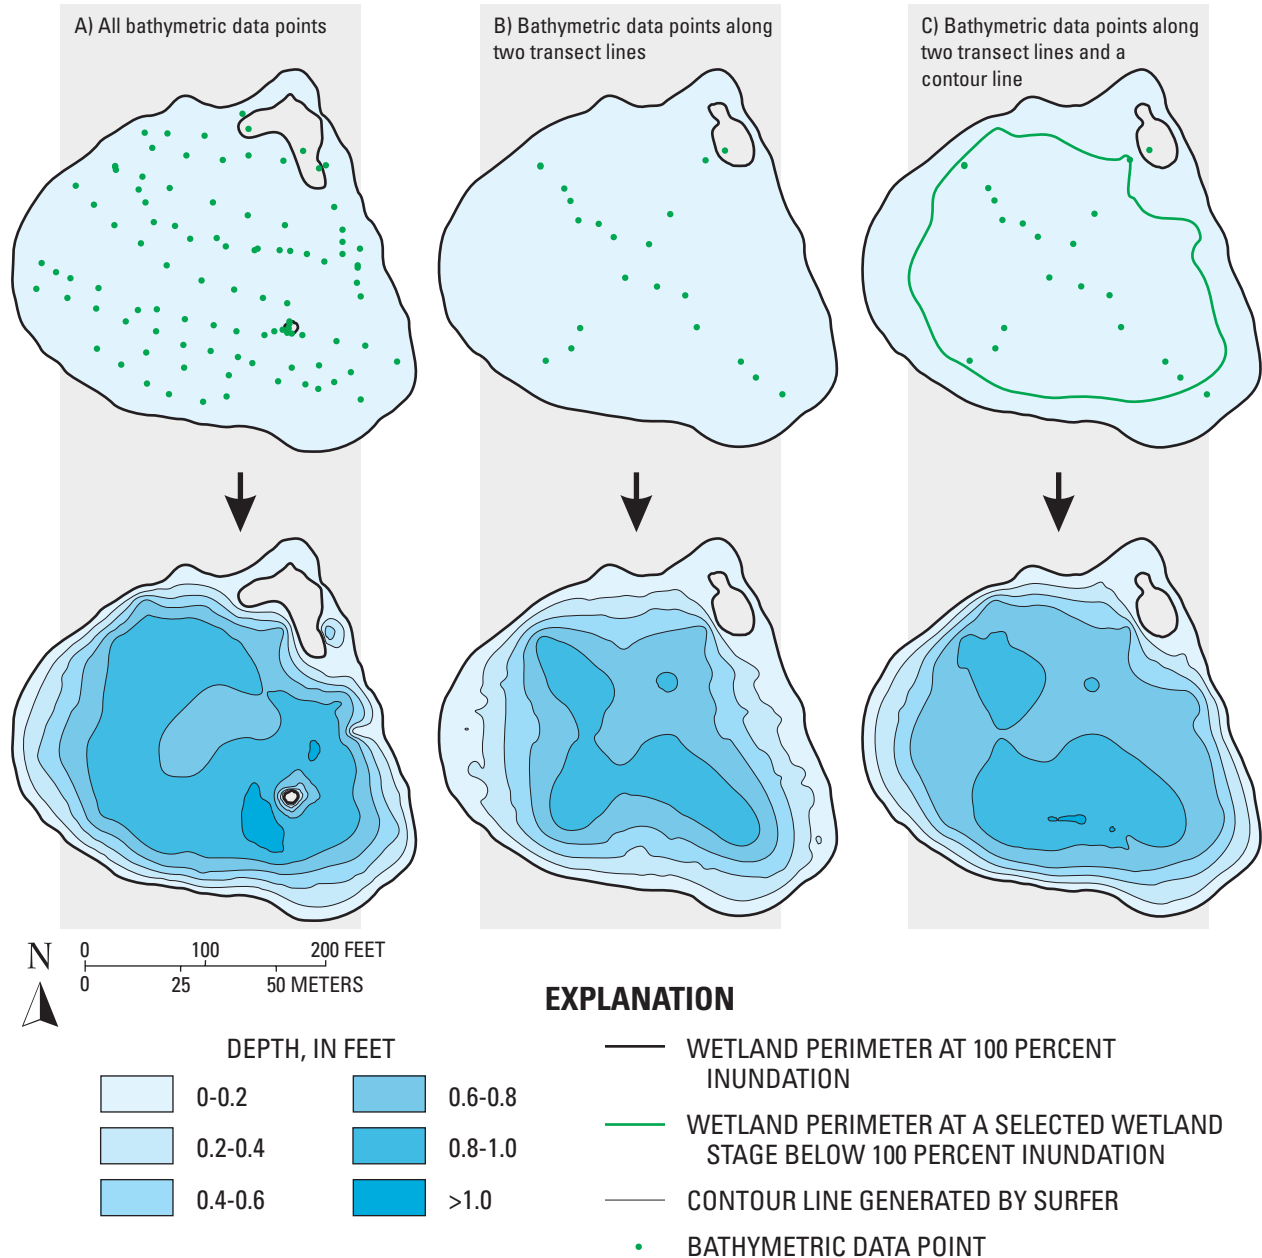 A) All bathymetric data points
B) Bathymetric data points along
two transect lines
C) Bathymetric data points along
two transect lines and a
contour line
N
0 100 200 FEET
0 25 50 METERS
EXPLANATION
DEPTH, IN FEET
0-0.2
0.2-0.4
0.4-0.6
0.6-0.8
0.8-1.0
>1.0
WETLAND PERIMETER AT 100 PERCENT
INUNDATION
WETLAND PERIMETER AT A SELECTED WETLAND
STAGE BELOW 100 PERCENT INUNDATION
CONTOUR LINE GENERATED BY SURFER
BATHYMETRIC DATA POINT